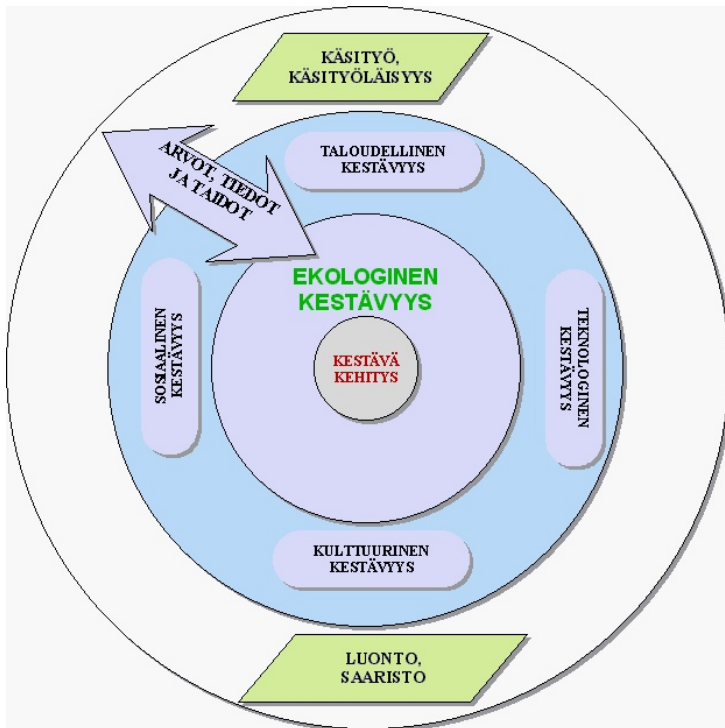 KÄSITYÖ,
KÄSITYÖLÄISYYS
ARVOT, TIEDOT
JA TAIDOT
TALOUDELLINEN
KESTÄVYYS
EKOLOGINEN
KESTÄVYYS
SOSIAALINEN
KESTÄVYYS
TEKNOLOGINEN
KESTÄVYYS
KESTÄVÄ
KEHITYS
KULTTUURINEN
KESTÄVYYS
LUONTO,
SAARISTO